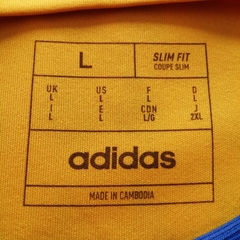 L
SLIM FIT
COUPE SLIM
UK US F D
L L L L
I E CDN J
L L L/G 2XL
adidas
MADE IN CAMBODIA